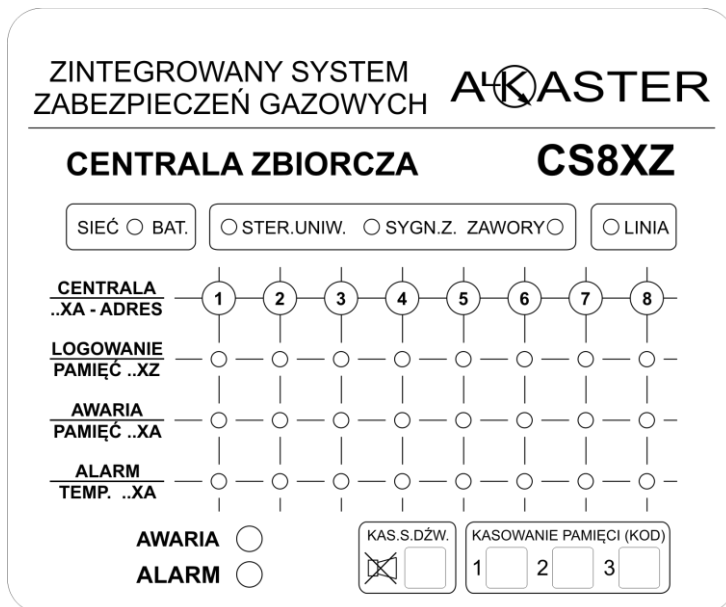 ZINTEGROWANY SYSTEM
ZABEZPIECZEŃ GAZOWYCH
ALKASTER
CENTRALA ZBIORCZA CS8XZ
SIEĆ BAT. STER.UNIW. SYGN.Z. ZAWORY LINIA
CENTRALA
..XA - ADRES
1 2 3 4 5 6 7 8
LOGOWANIE
PAMIĘĆ ..XZ
AWARIA
PAMIĘĆ ..XA
ALARM
TEMP. ..XA
AWARIA
ALARM
KAS.S.DŹW.
KASOWANIE PAMIĘCI (KOD)
1 2 3